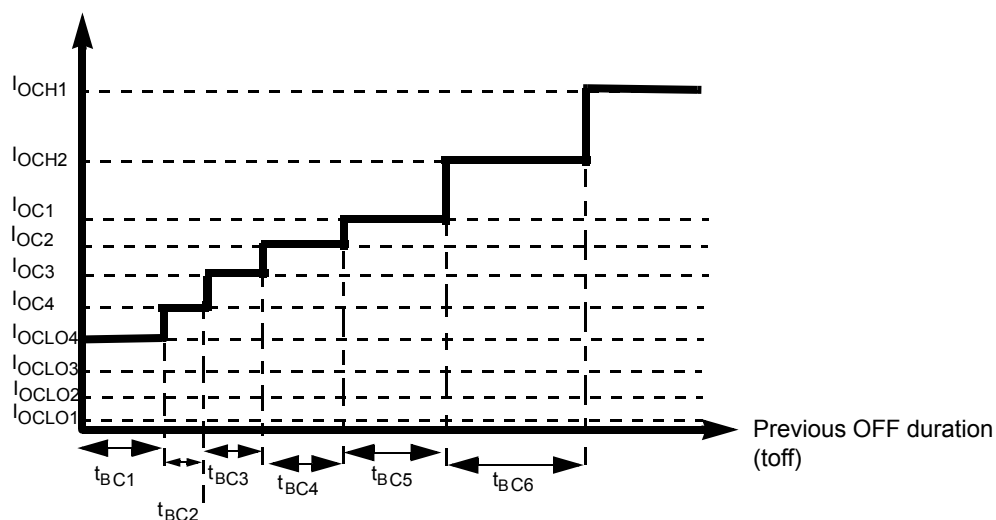 IOCH1
IOCH2
IOC1
IOC2
IOC3
IOC4
IOCLO4
IOCLO3
IOCLO2
IOCLO1
Previous OFF duration
(toff)
tBC1
tBC2
tBC3
tBC4
tBC5
tBC6